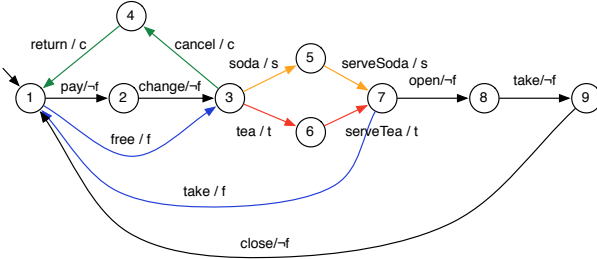 4
return / c
cancel / c
soda / s
5
serveSoda / s
pay/¬f
change/¬f
open/¬f
take/¬f
1
2
3
7
8
9
free / f
tea / t
6
serveTea / t
take / f
close/¬f